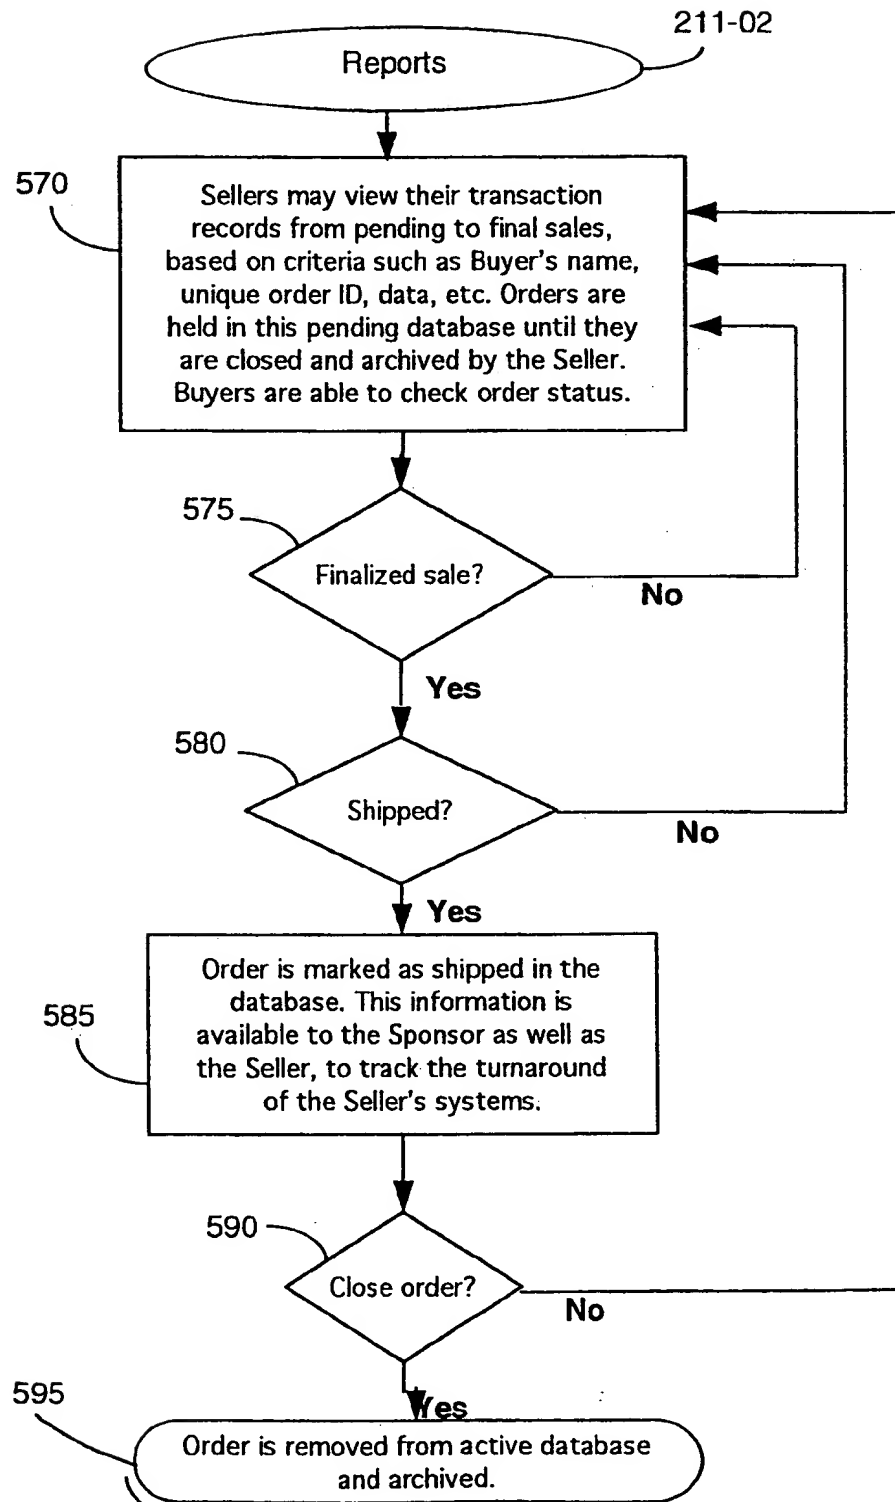 211-02
Reports
570
Sellers may view their transaction
records from pending to final sales,
based on criteria such as Buyer's name,
unique order ID, data, etc. Orders are
held in this pending database until they
are closed and archived by the Seller.
Buyers are able to check order status.
575
Finalized sale?
No
Yes
580
Shipped?
No
Yes
585
Order is marked as shipped in the
database. This information is
available to the Sponsor as well as
the Seller, to track the turnaround
of the Seller's systems.
590
Close order?
No
Yes
595
Order is removed from active database
and archived.